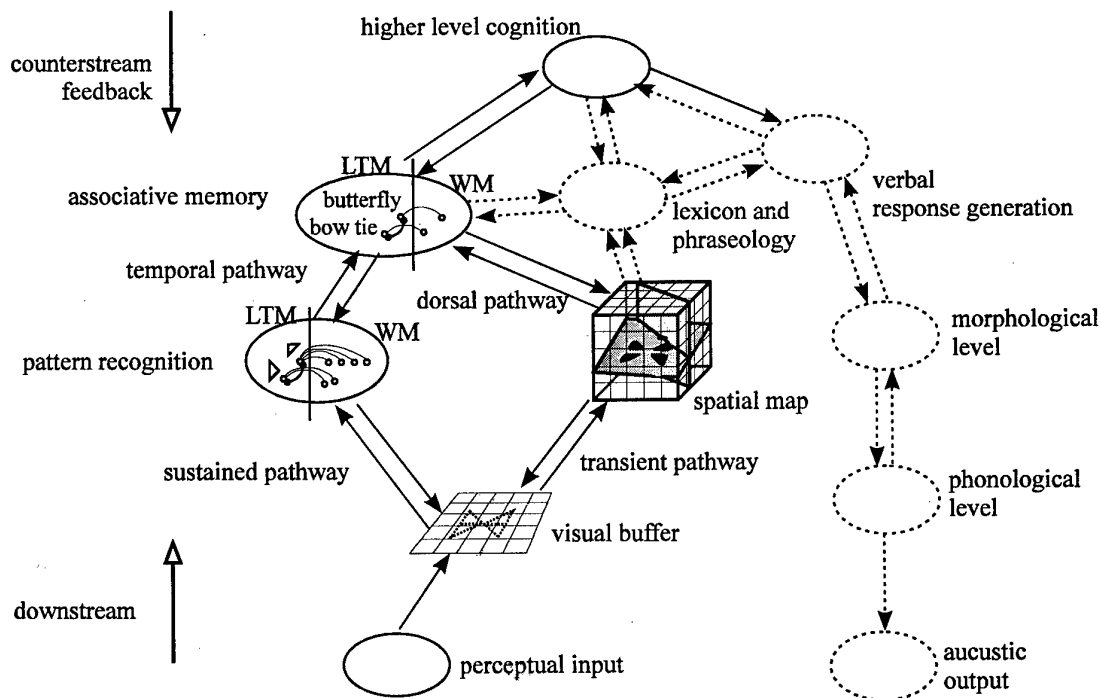 higher level cognition
counterstream
feedback
LTM
WM
associative memory
butterfly
bow tie
verbal
response generation
lexicon and
phraseology
temporal pathway
dorsal pathway
LTM
WM
morphological
level
pattern recognition
spatial map
sustained pathway
transient pathway
phonological
level
visual buffer
downstream
perceptual input
aucustic
output